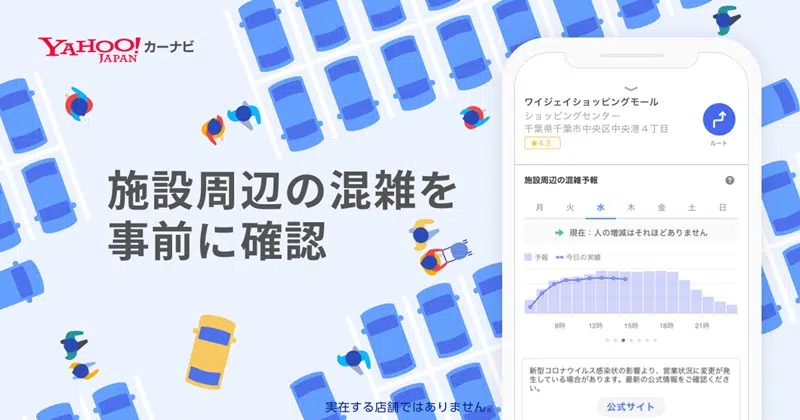 YAHOO! JAPAN カーナビ
施設周辺の混雑を
事前に確認
実在する店舗ではありません。
ワイジェイショッピングモール
ショッピングセンター
千葉県千葉市中央区中央港4丁目
★4.3
ルート
施設周辺の混雑予報
?
月 火 水 木 金 土 日
現在：人の増減はそれほどありません
予報 今日の実績
9時 12時 15時 18時 21時
新型コロナウイルス感染状の影響より、営業状況に変更が
発生している場合があります。最新の公式情報をご確認くださ
い。
公式サイト